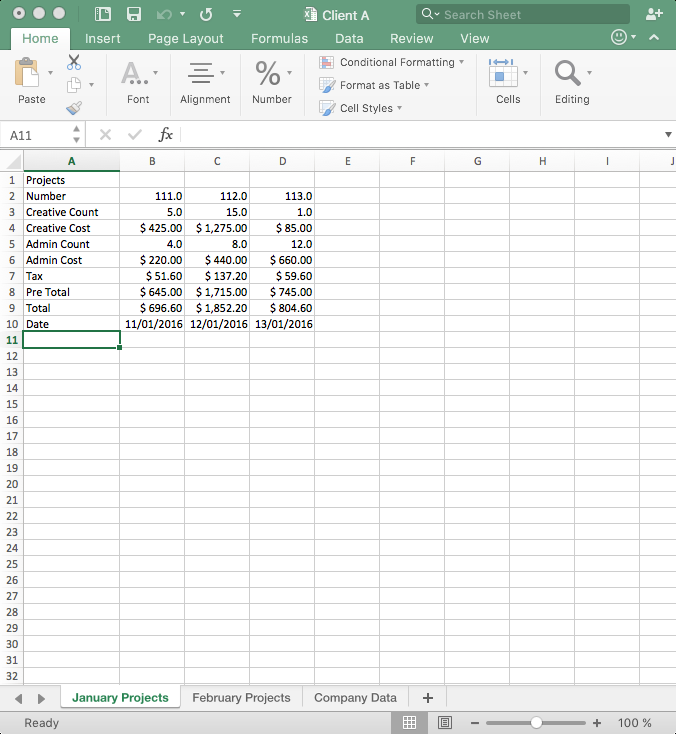 Client A
Search Sheet
Home Insert Page Layout Formulas Data Review View
Paste Font Alignment Number Conditional Formatting Format as Table Cell Styles Cells Editing
A11 fx
A B C D E F G H I J
1 Projects
2 Number 111.0 112.0 113.0
3 Creative Count 5.0 15.0 1.0
4 Creative Cost $ 425.00 $ 1,275.00 $ 85.00
5 Admin Count 4.0 8.0 12.0
6 Admin Cost $ 220.00 $ 440.00 $ 660.00
7 Tax $ 51.60 $ 137.20 $ 59.60
8 Pre Total $ 645.00 $ 1,715.00 $ 745.00
9 Total $ 696.60 $ 1,852.20 $ 804.60
10 Date 11/01/2016 12/01/2016 13/01/2016
11
12
13
14
15
16
17
18
19
20
21
22
23
24
25
26
27
28
29
30
31
32
January Projects February Projects Company Data +
Ready 100 %